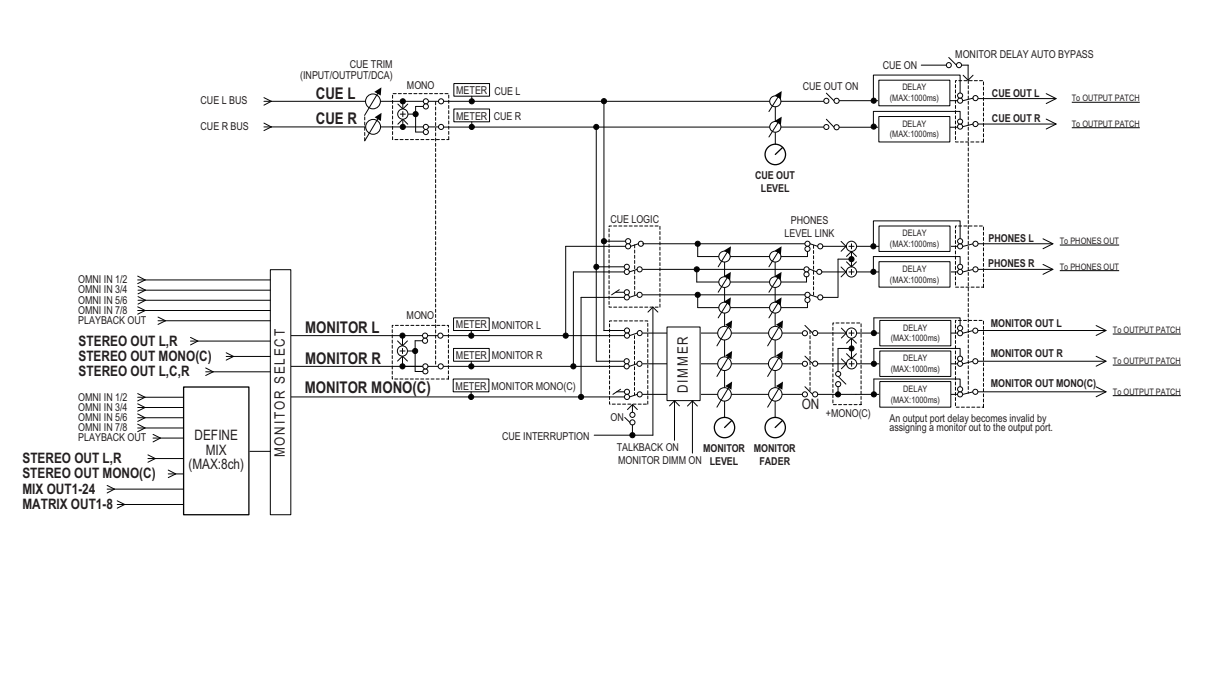 MONITOR DELAY AUTO BYPASS
CUE ON
CUE TRIM
(INPUT/OUTPUT/DCA)
MONO
CUE L BUS
CUE L
METER CUE L
CUE OUT ON
DELAY
(MAX:1000ms)
CUE OUT L
To OUTPUT PATCH
CUE R BUS
CUE R
METER CUE R
DELAY
(MAX:1000ms)
CUE OUT R
To OUTPUT PATCH
CUE OUT
LEVEL
CUE LOGIC
PHONES
LEVEL LINK
DELAY
(MAX:1000ms)
PHONES L
To PHONES OUT
DELAY
(MAX:1000ms)
PHONES R
To PHONES OUT
OMNI IN 1/2
OMNI IN 3/4
OMNI IN 5/6
OMNI IN 7/8
PLAYBACK OUT
STEREO OUT L,R
STEREO OUT MONO(C)
STEREO OUT L,C,R
MONITOR SELECT
MONO
MONITOR L
METER MONITOR L
MONITOR R
METER MONITOR R
MONITOR MONO(C)
METER MONITOR MONO(C)
DIMMER
DELAY
(MAX:1000ms)
MONITOR OUT L
To OUTPUT PATCH
DELAY
(MAX:1000ms)
MONITOR OUT R
To OUTPUT PATCH
DELAY
(MAX:1000ms)
MONITOR OUT MONO(C)
To OUTPUT PATCH
ON
ON
+MONO(C)
An output port delay becomes invalid by
assigning a monitor out to the output port.
CUE INTERRUPTION
TALKBACK ON
MONITOR DIMM ON
MONITOR
LEVEL
MONITOR
FADER
OMNI IN 1/2
OMNI IN 3/4
OMNI IN 5/6
OMNI IN 7/8
PLAYBACK OUT
STEREO OUT L,R
STEREO OUT MONO(C)
MIX OUT1-24
MATRIX OUT1-8
DEFINE
MIX
(MAX:8ch)